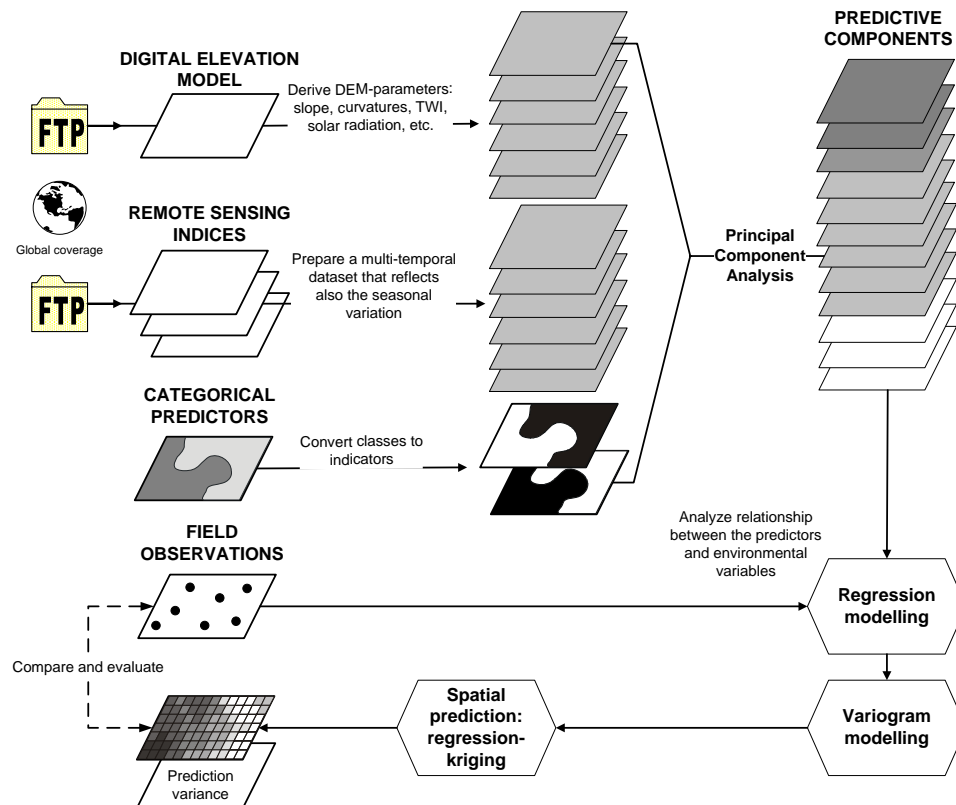 DIGITAL ELEVATION
MODEL
Derive DEM-parameters:
slope, curvatures, TWI,
solar radiation, etc.
PREDICTIVE
COMPONENTS
FTP
Global coverage
REMOTE SENSING
INDICES
Prepare a multi-temporal
dataset that reflects
also the seasonal
variation
Principal
Component
Analysis
FTP
CATEGORICAL
PREDICTORS
Convert classes to
indicators
FIELD
OBSERVATIONS
Analyze relationship
between the predictors
and environmental
variables
Regression
modelling
Compare and evaluate
Spatial
prediction:
regression-
kriging
Variogram
modelling
Prediction
variance